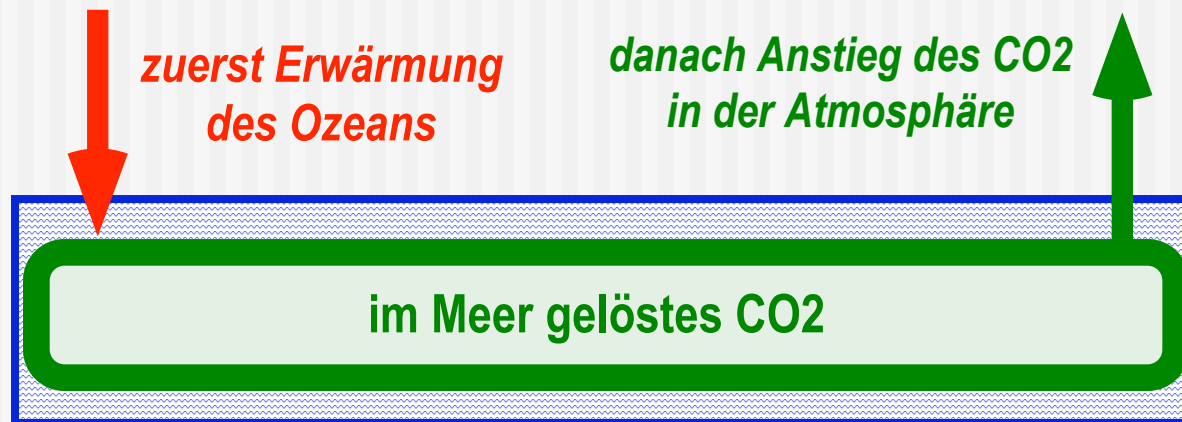 zuerst Erwärmung
des Ozeans
danach Anstieg des CO2
in der Atmosphäre
im Meer gelöstes CO2